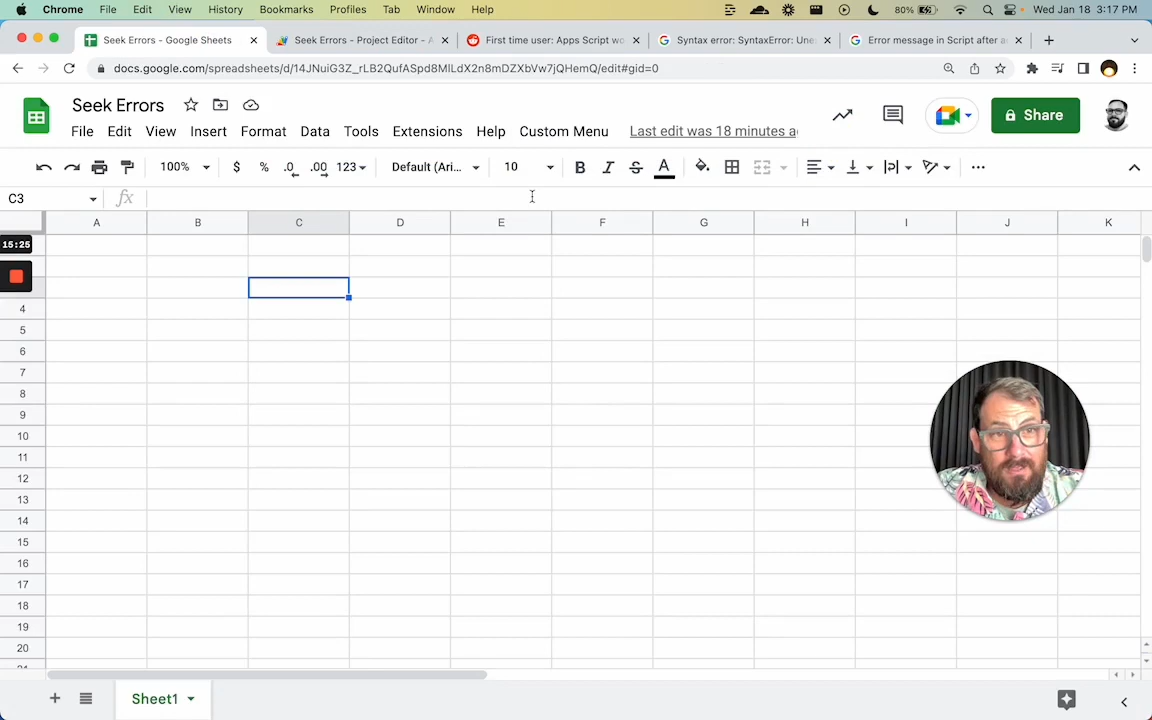 Chrome File Edit View History Bookmarks Profiles Tab Window Help 80% Wed Jan 18 3:17 PM
Seek Errors - Google Sheets Seek Errors - Project Editor - A First time user: Apps Script wo Syntax error: SyntaxError: Une Error message in Script after a
docs.google.com/spreadsheets/d/14JNuiG3Z_rLB2QufASpd8MlLdX2n8mDZXbVw7jQHemQ/edit#gid=0
Seek Errors
File Edit View Insert Format Data Tools Extensions Help Custom Menu Last edit was 18 minutes a
Share
100% $ % .0 .00 123 Default (Ari... 10 B I S A
C3 fx
A B C D E F G H I J K
15:25
4
5
6
7
8
9
10
11
12
13
14
15
16
17
18
19
20
Sheet1